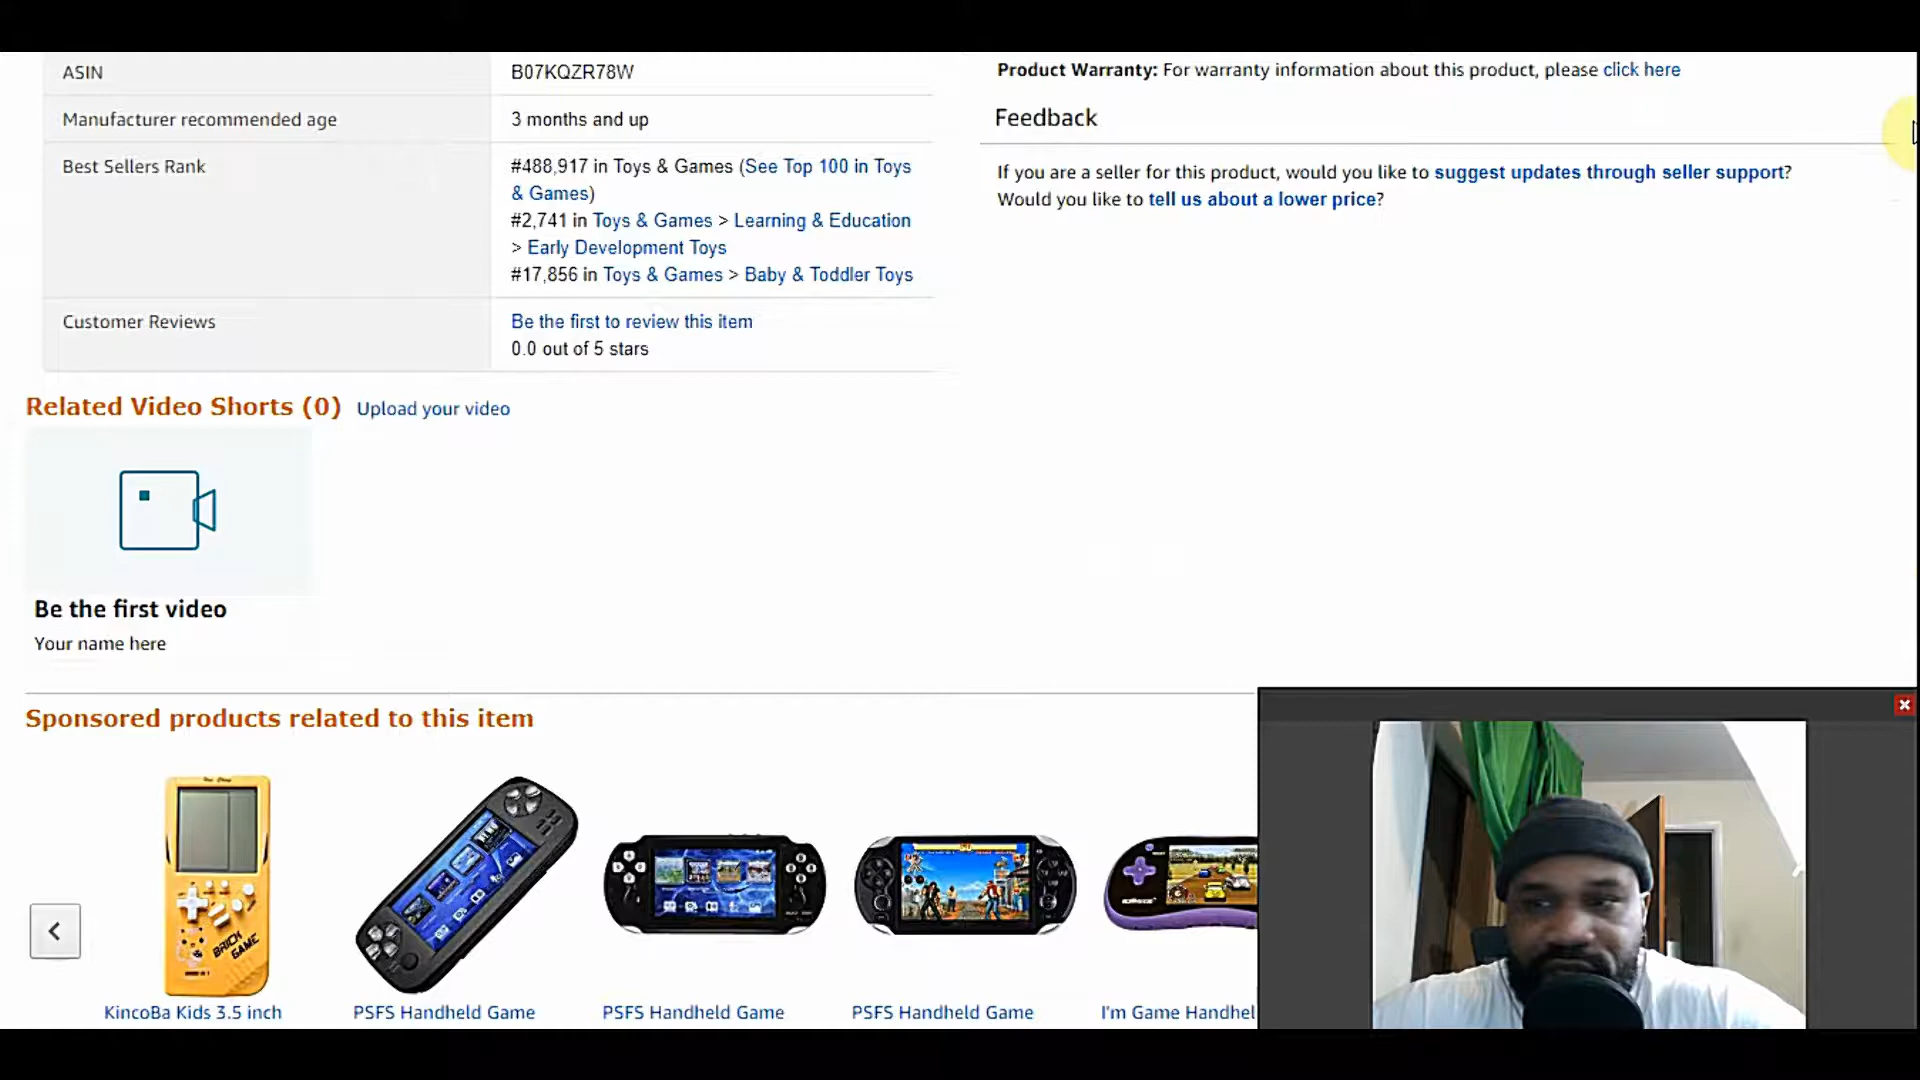 ASIN
B07KQZR78W
Manufacturer recommended age
3 months and up
Best Sellers Rank
#488,917 in Toys & Games (See Top 100 in Toys
& Games)
#2,741 in Toys & Games > Learning & Education
> Early Development Toys
#17,856 in Toys & Games > Baby & Toddler Toys
Customer Reviews
Be the first to review this item
0.0 out of 5 stars
Product Warranty: For warranty information about this product, please click here
Feedback
If you are a seller for this product, would you like to suggest updates through seller support?
Would you like to tell us about a lower price?
Related Video Shorts (0) Upload your video
Be the first video
Your name here
Sponsored products related to this item
BRICK
GAME
KincoBa Kids 3.5 inch
PSFS Handheld Game
PSFS Handheld Game
PSFS Handheld Game
I'm Game Handhel